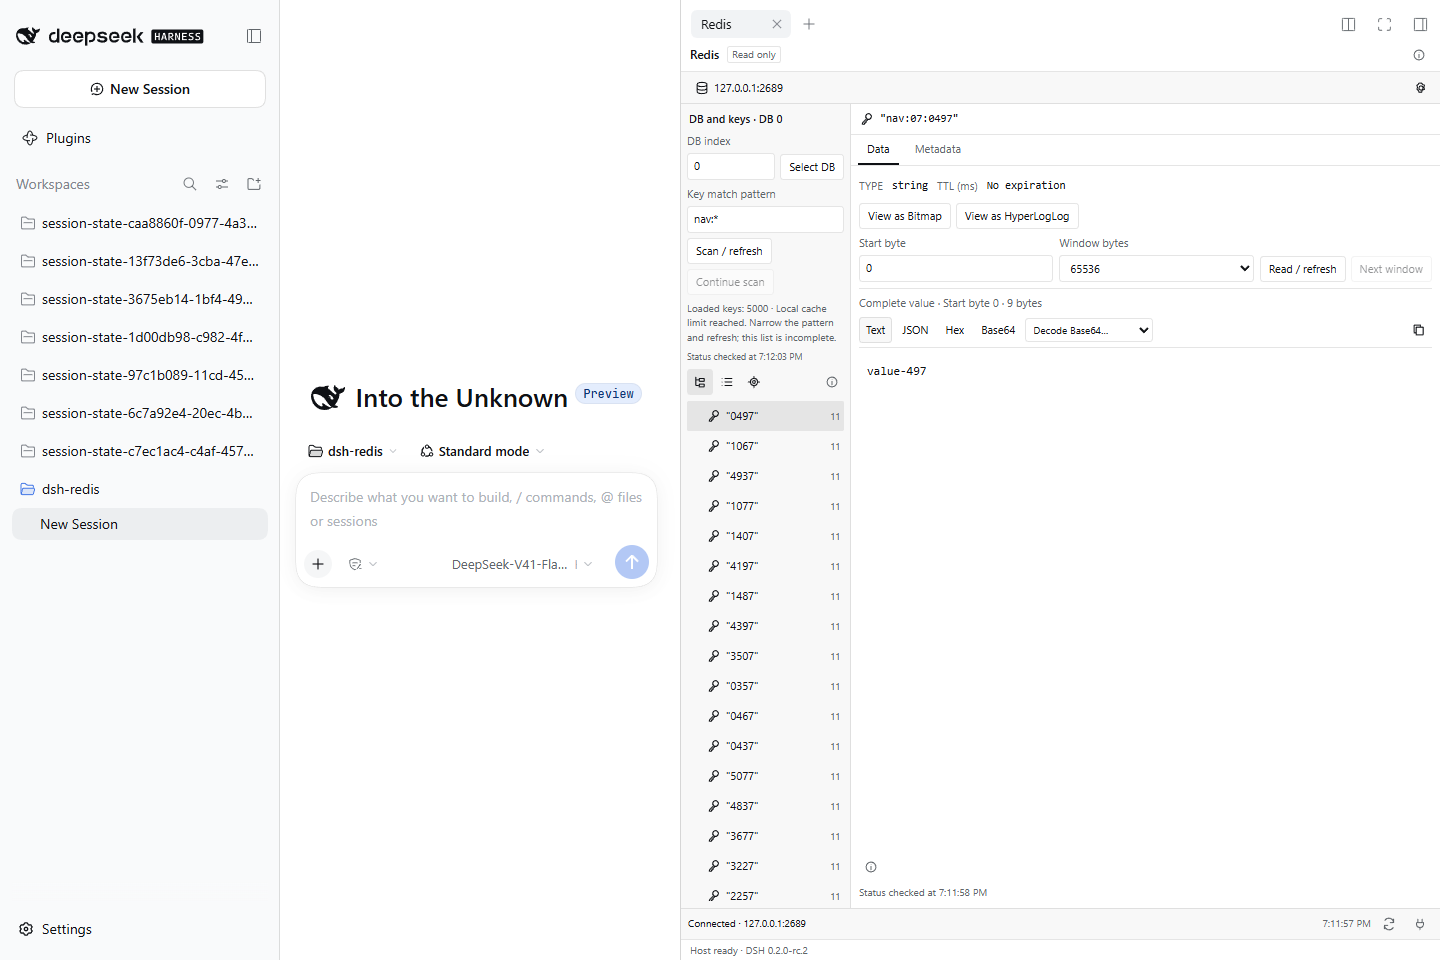 deepseek HARNESS
New Session
Plugins
Workspaces
session-state-caa8860f-0977-4a3...
session-state-13f73de6-3cba-47e...
session-state-3675eb14-1bf4-49...
session-state-1d00db98-c982-4f...
session-state-97c1b089-11cd-45...
session-state-6c7a92e4-20ec-4b...
session-state-c7ec1ac4-c4af-457...
dsh-redis
New Session
Settings
Into the Unknown Preview
dsh-redis Standard mode
Describe what you want to build, / commands, @ files
or sessions
DeepSeek-V41-Fla...
Redis
Redis Read only
127.0.0.1:2689
DB and keys · DB 0
DB index
0 Select DB
Key match pattern
nav:*
Scan / refresh
Continue scan
Loaded keys: 5000 · Local cache
limit reached. Narrow the pattern
and refresh; this list is incomplete.
Status checked at 7:12:03 PM
"0497" 11
"1067" 11
"4937" 11
"1077" 11
"1407" 11
"4197" 11
"1487" 11
"4397" 11
"3507" 11
"0357" 11
"0467" 11
"0437" 11
"5077" 11
"4837" 11
"3677" 11
"3227" 11
"2257" 11
"nav:07:0497"
Data Metadata
TYPE string TTL (ms) No expiration
View as Bitmap View as HyperLogLog
Start byte Window bytes
0 65536 Read / refresh Next window
Complete value · Start byte 0 · 9 bytes
Text JSON Hex Base64 Decode Base64...
value-497
Status checked at 7:11:58 PM
Connected · 127.0.0.1:2689 7:11:57 PM
Host ready · DSH 0.2.0-rc.2